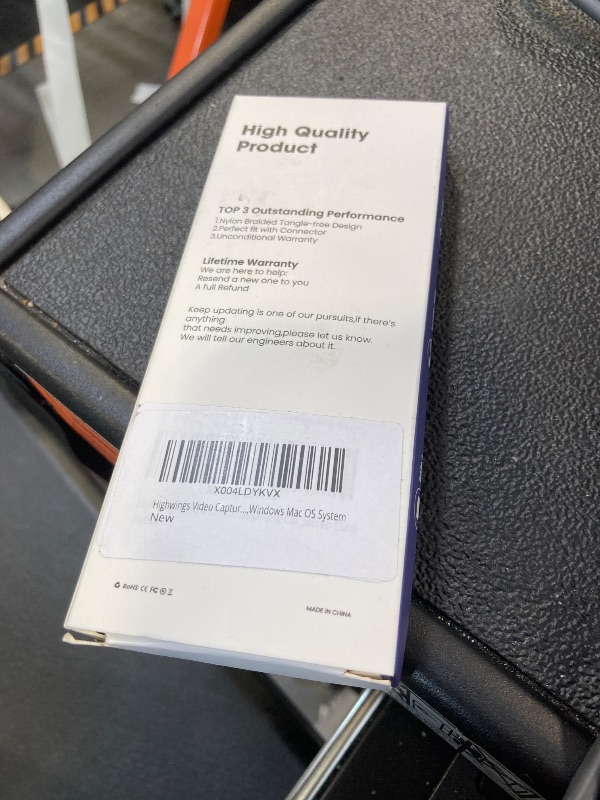 High Quality
Product
TOP 3 Outstanding Performance
1.Nylon Braided Tangle-free Design
2.Perfect fit with Connector
3.Unconditional Warranty
Lifetime Warranty
We are here to help:
Resend a new one to you
A full Refund
Keep updating is one of our pursuits,if there's
anything
that needs improving,please let us know.
We will tell our engineers about it.
X004LDYKVX
Highwings Video Captur...,Windows Mac OS System
New
RoHS CE FC
MADE IN CHINA